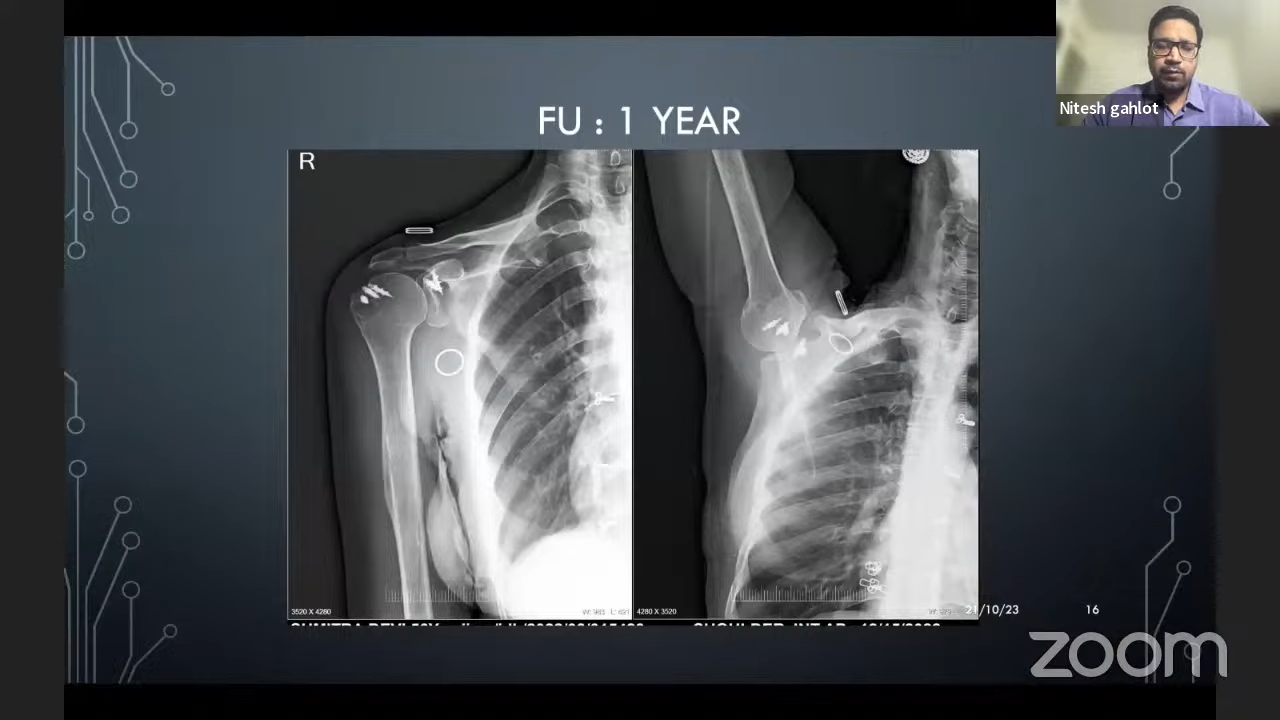 Nitesh gahlot
FU : 1 YEAR
R
3520 X 4280
4280 X 3520
21/10/23
16
zoom